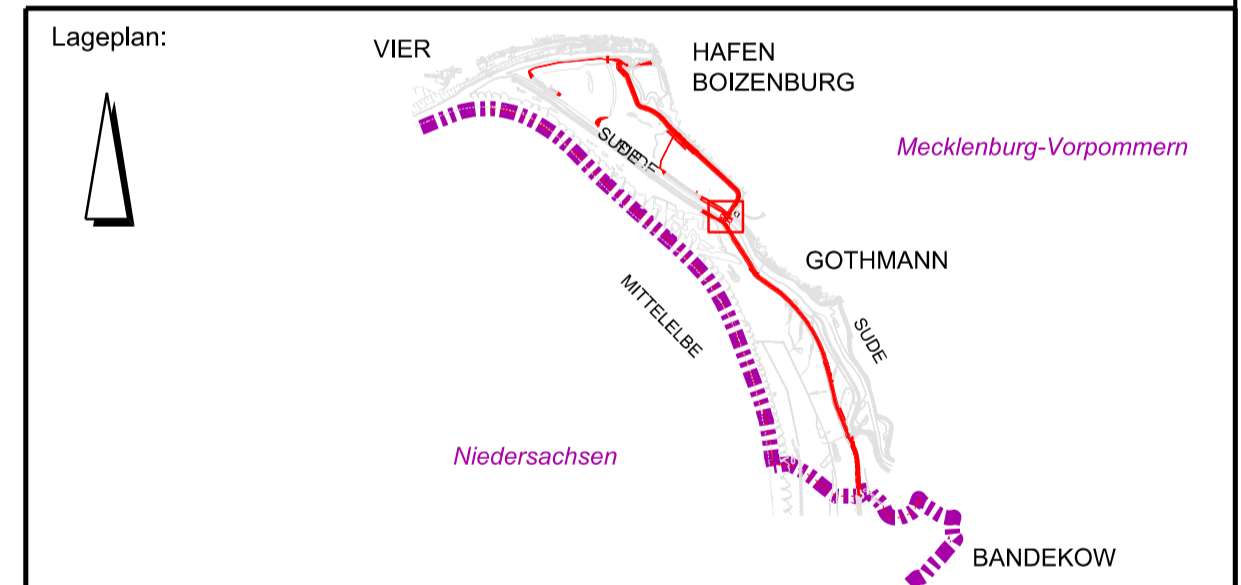 Lageplan:
VIER
HAFEN
BOIZENBURG
Mecklenburg-Vorpommern
SUDE
GOTHMANN
MITTELELBE
SUDE
Niedersachsen
BANDEKOW